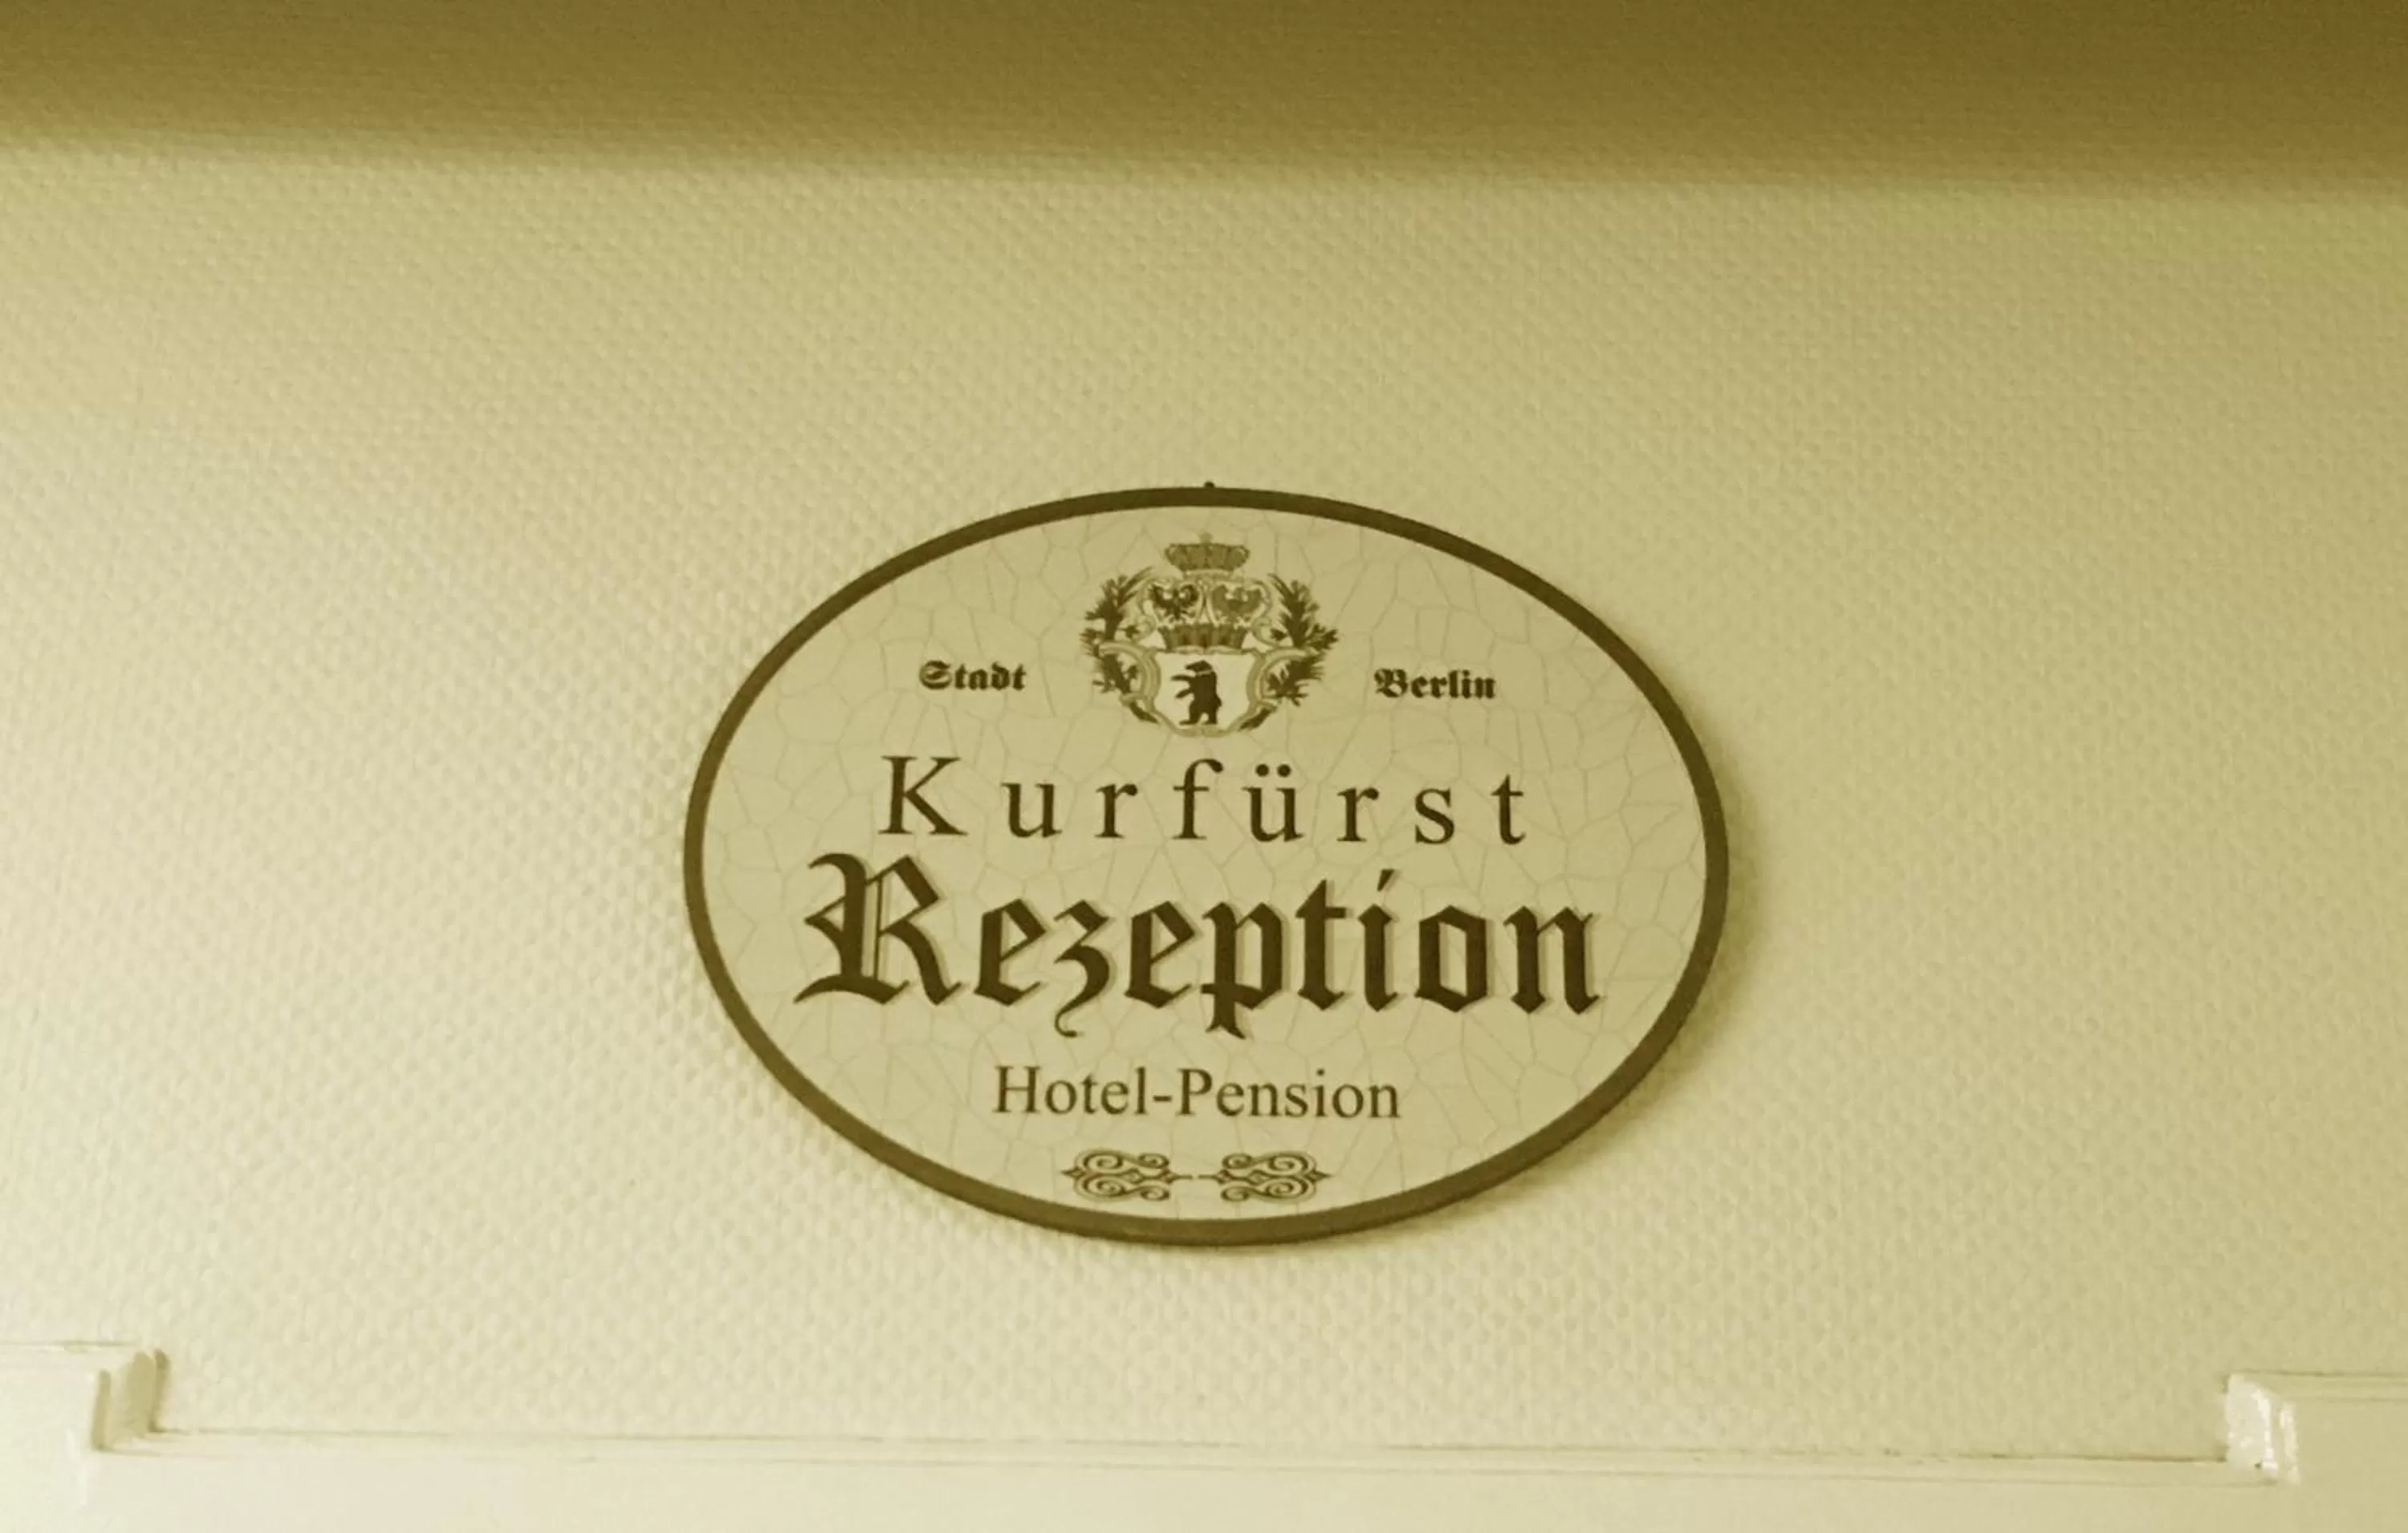 Stadt Berlin
Kurfürst
Rezeption
Hotel-Pension